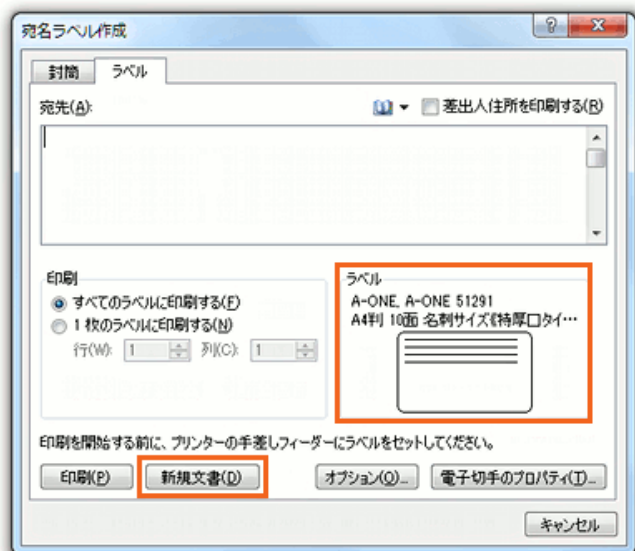 宛名ラベル作成
封筒 ラベル
宛先(A): 差出人住所を印刷する(R)
印刷
すべてのラベルに印刷する(F)
1 枚のラベルに印刷する(N)
行(W): 1 列(C): 1
ラベル
A-ONE, A-ONE 51291
A4判 10面 名刺サイズ《特厚口タイ…
印刷を開始する前に、プリンターの手差しフィーダーにラベルをセットしてください。
印刷(P) 新規文書(D) オプション(O)... 電子切手のプロパティ(T)...
キャンセル